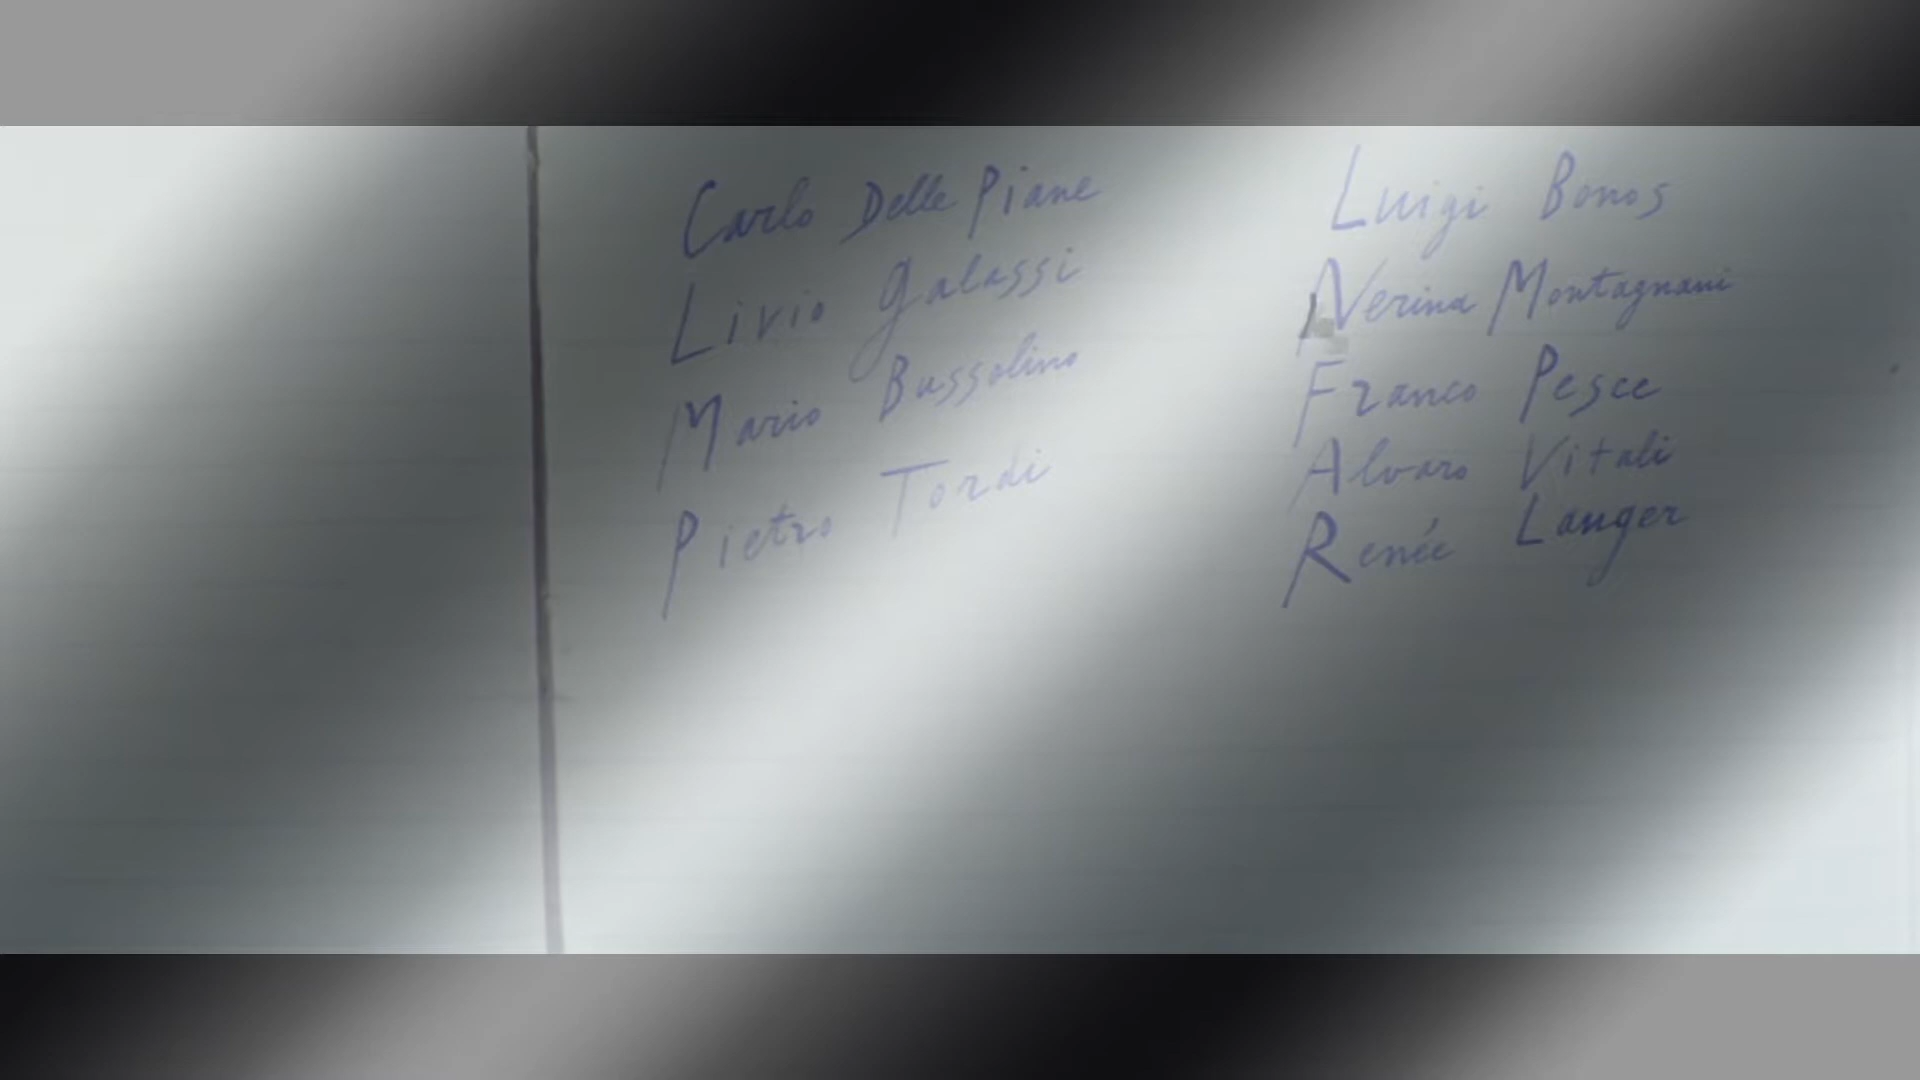 Carlo Delle Piane
Livio Galassi
Mario Bussolino
Pietro Tordi
Luigi Bonos
Nerina Montagnani
Franco Pesce
Alvaro Vitali
Renée Langer